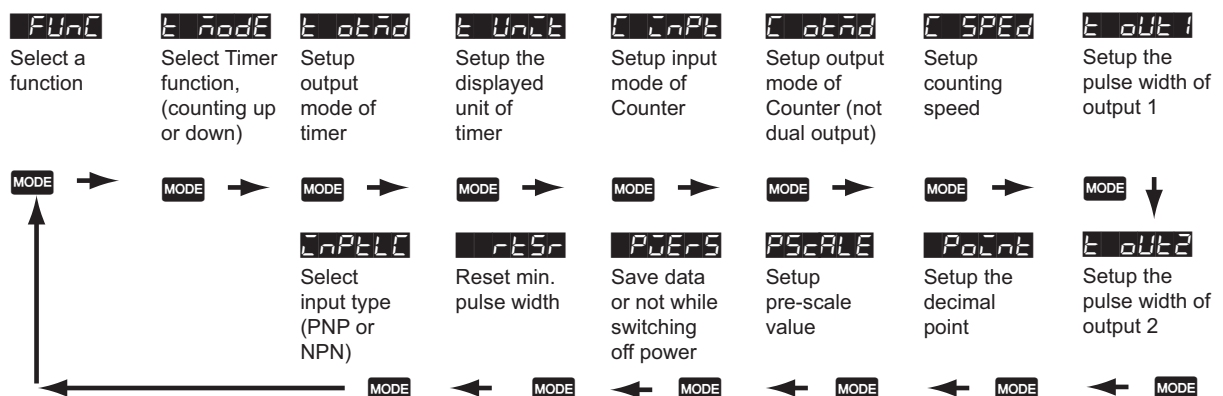 FUnC
t modE
t otmd
t Unit
C inPt
C otmd
C SPEd
t oUt 1
Select a
function
Select Timer
function,
(counting up
or down)
Setup
output
mode of
timer
Setup the
displayed
unit of
timer
Setup input
mode of
Counter
Setup output
mode of
Counter (not
dual output)
Setup
counting
speed
Setup the
pulse width of
output 1
MODE
MODE
MODE
MODE
MODE
MODE
MODE
MODE
inPtLC
rtSr
PwErS
PSCALE
Point
t oUt2
Select
input type
(PNP or
NPN)
Reset min.
pulse width
Save data
or not while
switching
off power
Setup
pre-scale
value
Setup the
decimal
point
Setup the
pulse width of
output 2
MODE
MODE
MODE
MODE
MODE
MODE